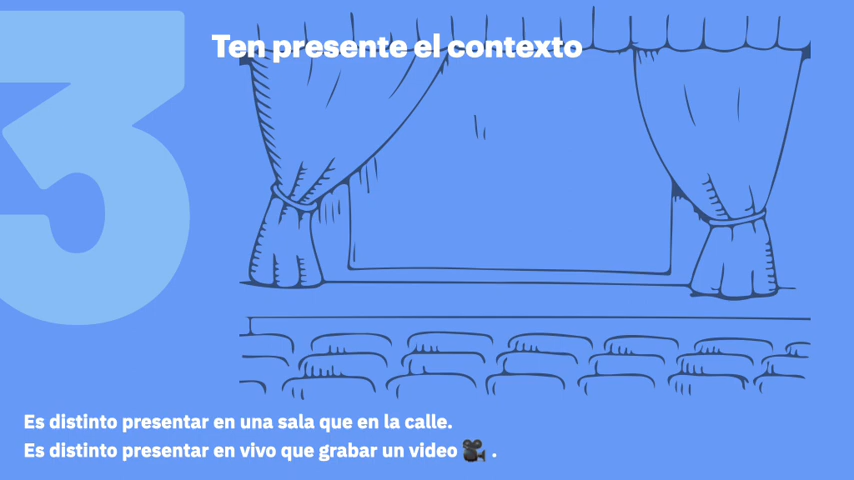 3
Ten presente el contexto
Es distinto presentar en una sala que en la calle.
Es distinto presentar en vivo que grabar un video 🎥 .